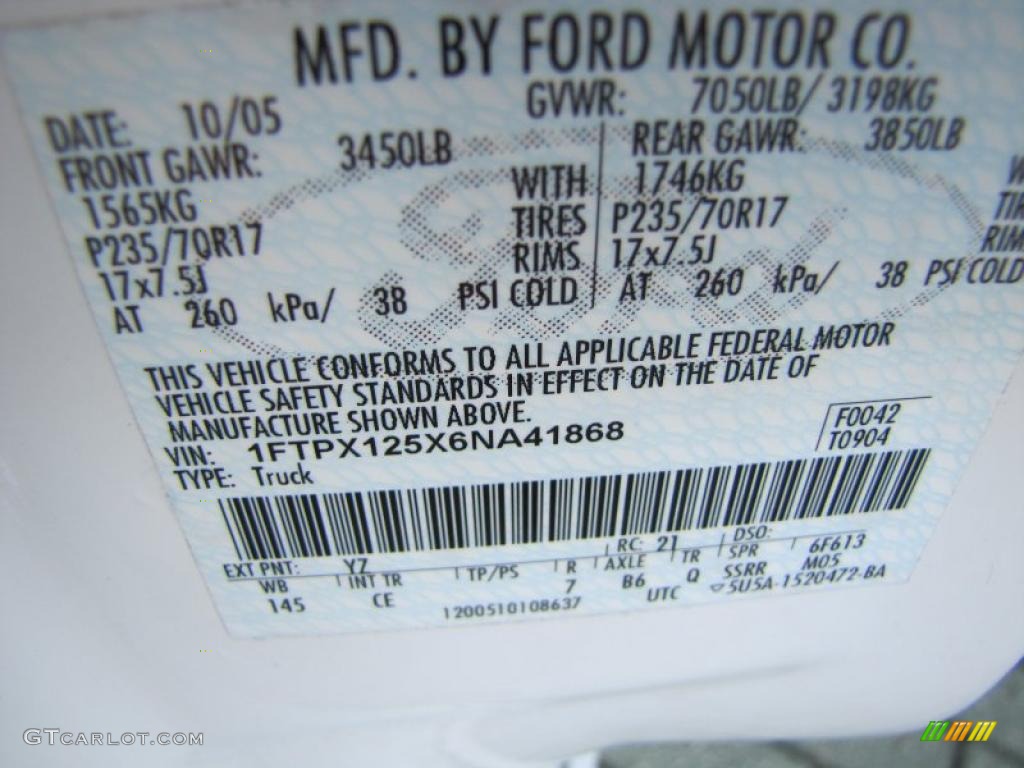 MFD. BY FORD MOTOR CO.
DATE: 10/05 GVWR: 7050LB/ 3198KG
FRONT GAWR: 3450LB REAR GAWR: 3850LB
1565KG WITH 1746KG
P235/70R17 TIRES P235/70R17
17x7.5J RIMS 17x7.5J
AT 260 kPa/ 38 PSI COLD AT 260 kPa/ 38 PSI COLD
THIS VEHICLE CONFORMS TO ALL APPLICABLE FEDERAL MOTOR
VEHICLE SAFETY STANDARDS IN EFFECT ON THE DATE OF
MANUFACTURE SHOWN ABOVE.
VIN: 1FTPX125X6NA41868 F0042
TYPE: Truck T0904
EXT PNT: YZ RC: 21 DSO:
WB INT TR TP/PS R AXLE TR SPR 6F613
145 CE 7 B6 Q SSRR M05
1200510108637 UTC 5U5A-1520472-BA
GTCARLOT.COM